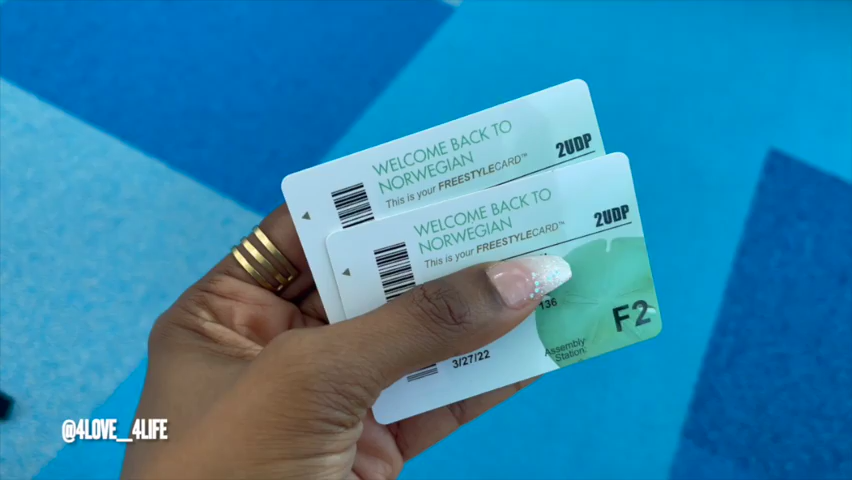 WELCOME BACK TO
NORWEGIAN
This is your FREESTYLECARD™
2UDP
WELCOME BACK TO
NORWEGIAN
This is your FREESTYLECARD™
2UDP
136
F2
Assembly
Station:
3/27/22
@4LOVE__4LIFE